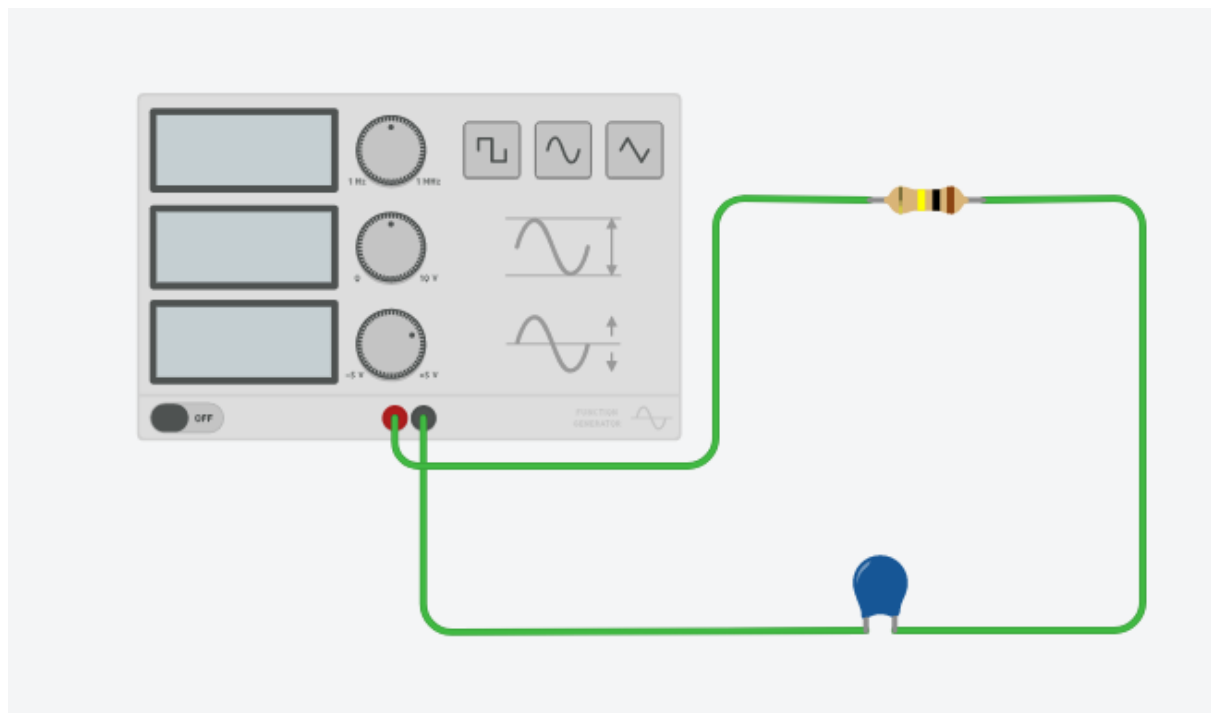 1 Hz
1 MHz
0
10 V
-5 V
+5 V
OFF
FUNCTION
GENERATOR